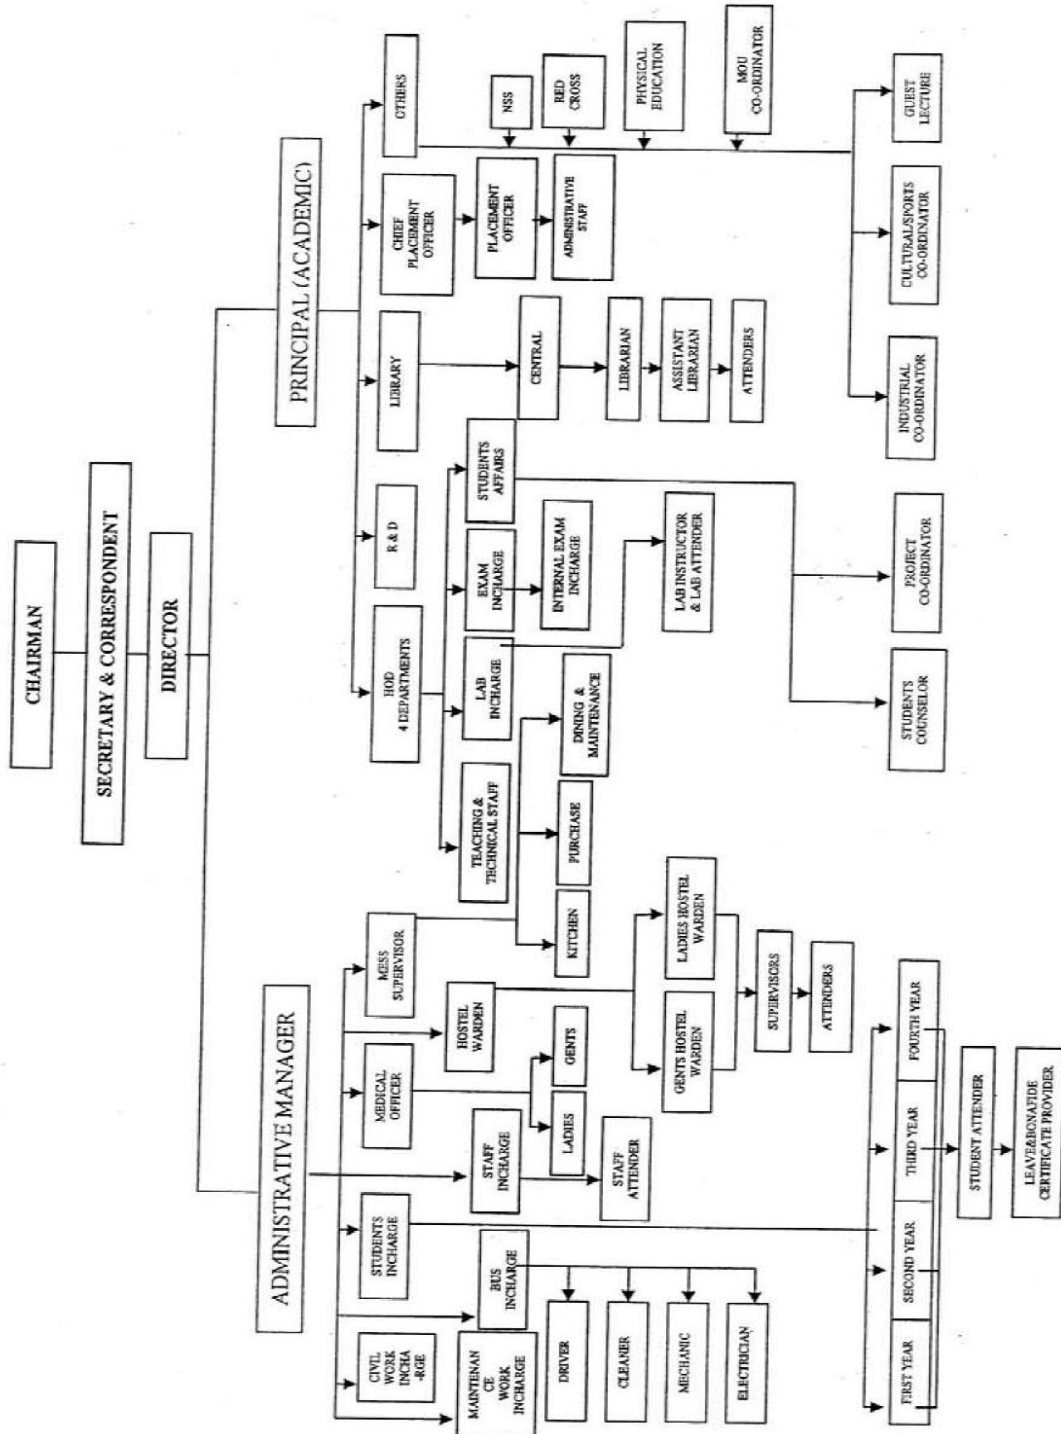 CHAIRMAN
SECRETARY & CORRESPONDENT
DIRECTOR
ADMINISTRATIVE MANAGER
PRINCIPAL (ACADEMIC)
CIVIL
WORK
INCHA
-RGE
STUDENTS
INCHARGE
MEDICAL
OFFICER
MESS
SUPERVISOR
HOD
4 DEPARTMENTS
R & D
LIBRARY
CHIEF
PLACEMENT
OFFICER
OTHERS
MAINTENAN
CE
WORK
INCHARGE
BUS
INCHARGE
STAFF
INCHARGE
HOSTEL
WARDEN
TEACHING &
TECHNICAL STAFF
LAB
INCHARGE
EXAM
INCHARGE
STUDENTS
AFFAIRS
PLACEMENT
OFFICER
NSS
DRIVER
LADIES
GENTS
KITCHEN
PURCHASE
DINING &
MAINTENANCE
INTERNAL EXAM
INCHARGE
CENTRAL
ADMINISTRATIVE
STAFF
RED
CROSS
CLEANER
STAFF
ATTENDER
LIBRARIAN
PHYSICAL
EDUCATION
MECHANIC
GENTS HOSTEL
WARDEN
LADIES HOSTEL
WARDEN
LAB INSTRUCTOR
& LAB ATTENDER
ASSISTANT
LIBRARIAN
ELECTRICIAN
SUPERVISORS
ATTENDERS
MOU
CO-ORDINATOR
ATTENDERS
FIRST YEAR
SECOND YEAR
THIRD YEAR
FOURTH YEAR
STUDENTS
COUNSELOR
PROJECT
CO-ORDINATOR
INDUSTRIAL
CO-ORDINATOR
CULTURAL/SPORTS
CO-ORDINATOR
GUEST
LECTURE
STUDENT ATTENDER
LEAVE&BONAFIDE
CERTIFICATE PROVIDER